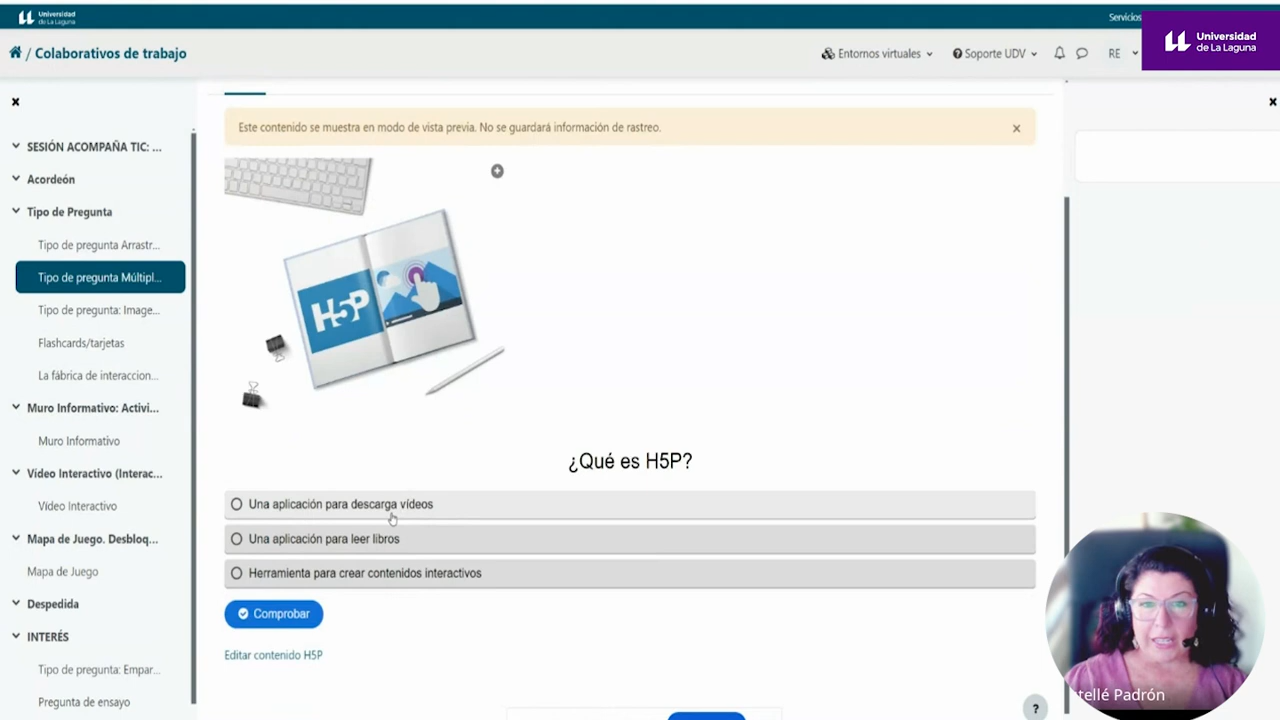 Universidad
de La Laguna
Servicios
Universidad
de La Laguna
/ Colaborativos de trabajo
Entornos virtuales
Soporte UDV
RE
Este contenido se muestra en modo de vista previa. No se guardará información de rastreo.
SESIÓN ACOMPAÑA TIC: ...
Acordeón
Tipo de Pregunta
Tipo de pregunta Arrastr...
Tipo de pregunta Múltipl...
Tipo de pregunta: Image...
Flashcards/tarjetas
La fábrica de interaccion...
Muro Informativo: Activi...
Muro Informativo
Vídeo Interactivo (Interac...
Vídeo Interactivo
Mapa de Juego. Desbloq...
Mapa de Juego
Despedida
INTERÉS
Tipo de pregunta: Empar...
Pregunta de ensayo
H5P
¿Qué es H5P?
Una aplicación para descarga vídeos
Una aplicación para leer libros
Herramienta para crear contenidos interactivos
Comprobar
Editar contenido H5P
?
tellé Padrón